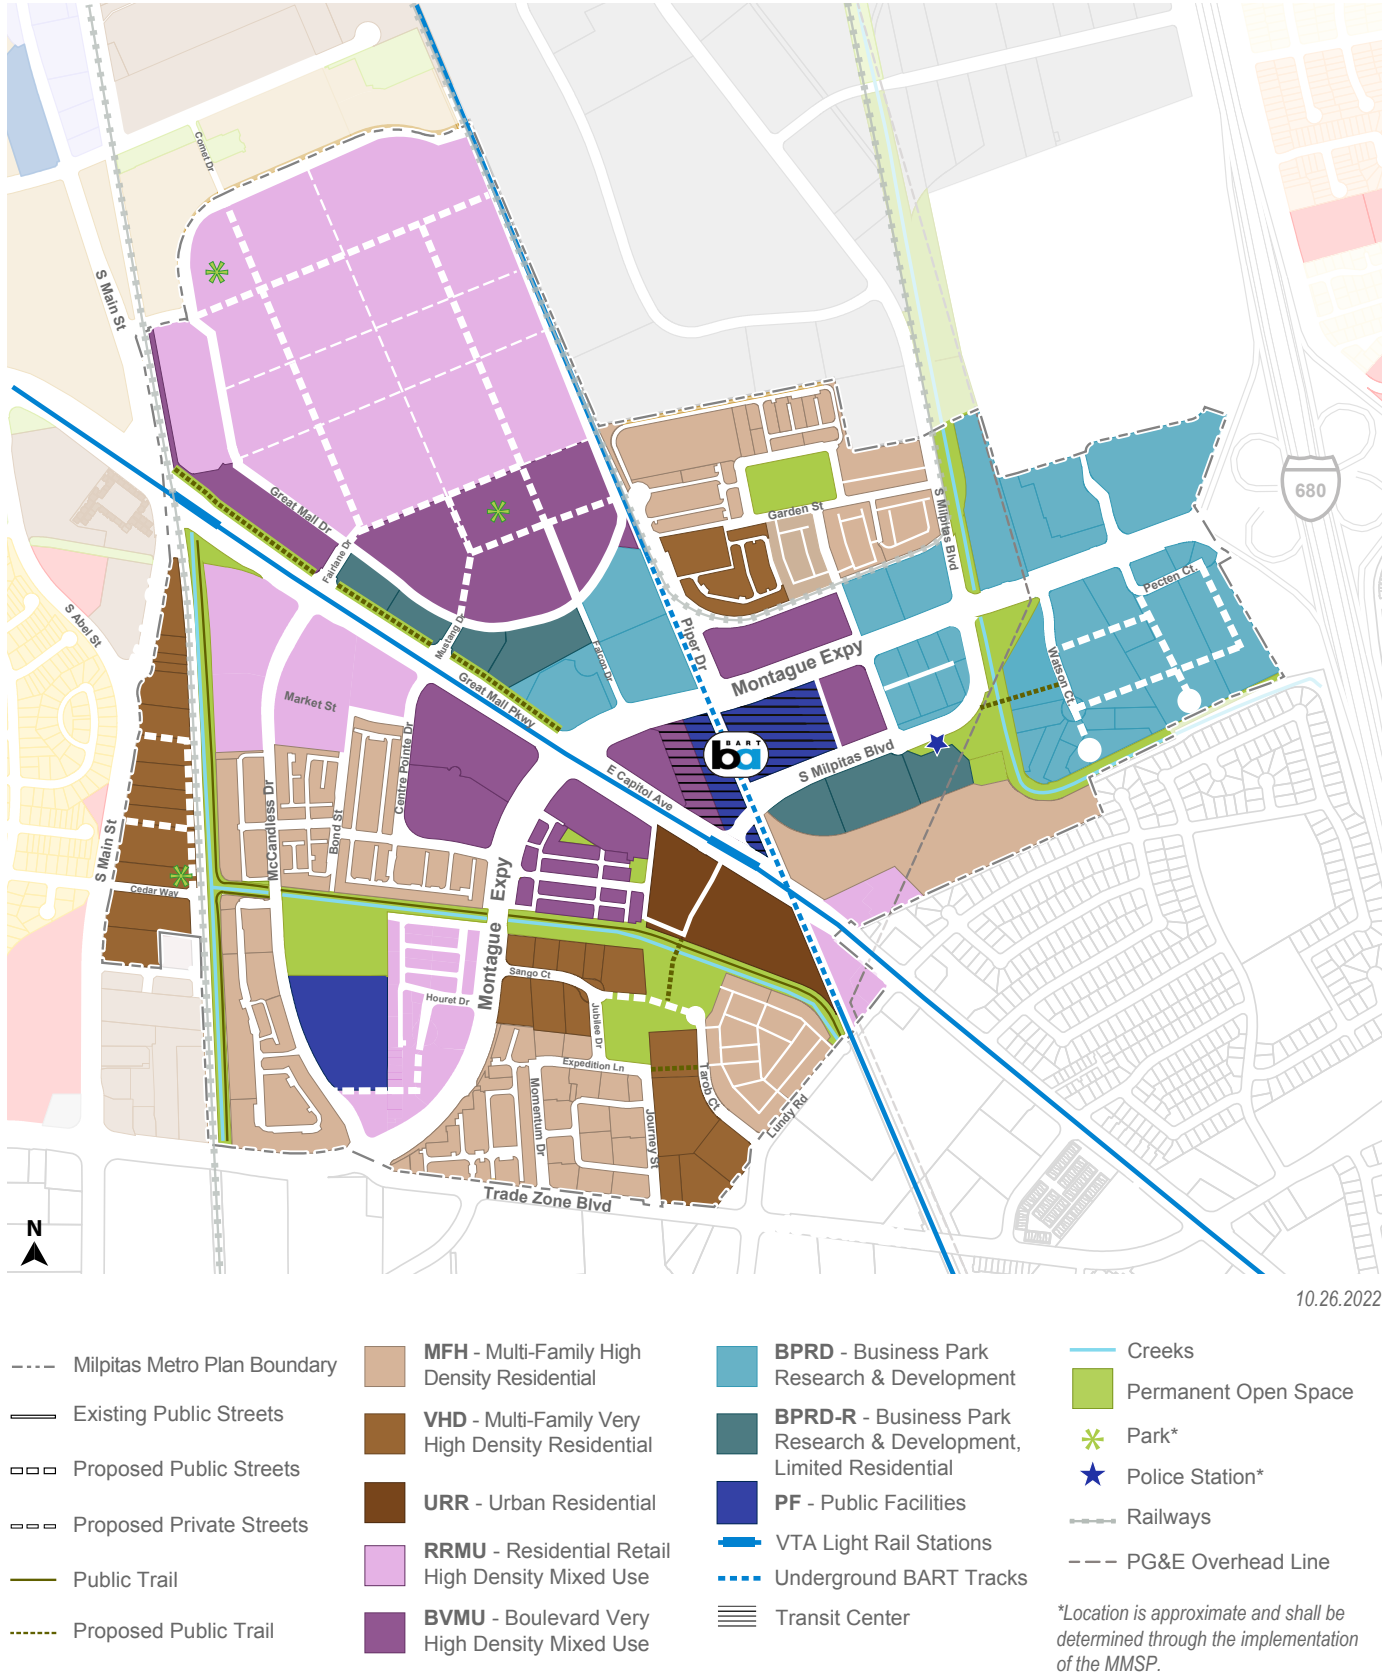 Comet Dr
S Main St
680
Great Mall Dr
Fairlane Dr
Garden St
S Milpitas Blvd
Pecten Ct.
S Abel St
Mustang Dr
Falcon Dr
Piper Dr
Montague Expy
Watson Ct.
Great Mall Pkwy
Market St
Centre Pointe Dr
BART
ba
S Milpitas Blvd
E Capitol Ave
McCandless Dr
Bond St
S Main St
Cedar Way
Montague Expy
Sango Ct
Houret Dr
Jubilee Dr
Expedition Ln
Tarob Ct
Momentum Dr
Journey St
Lundy Rd
Trade Zone Blvd
N
10.26.2022
Milpitas Metro Plan Boundary
Existing Public Streets
Proposed Public Streets
Proposed Private Streets
Public Trail
Proposed Public Trail
MFH - Multi-Family High
Density Residential
VHD - Multi-Family Very
High Density Residential
URR - Urban Residential
RRMU - Residential Retail
High Density Mixed Use
BVMU - Boulevard Very
High Density Mixed Use
BPRD - Business Park
Research & Development
BPRD-R - Business Park
Research & Development,
Limited Residential
PF - Public Facilities
VTA Light Rail Stations
Underground BART Tracks
Transit Center
Creeks
Permanent Open Space
Park*
Police Station*
Railways
PG&E Overhead Line
*Location is approximate and shall be
determined through the implementation
of the MMSP.